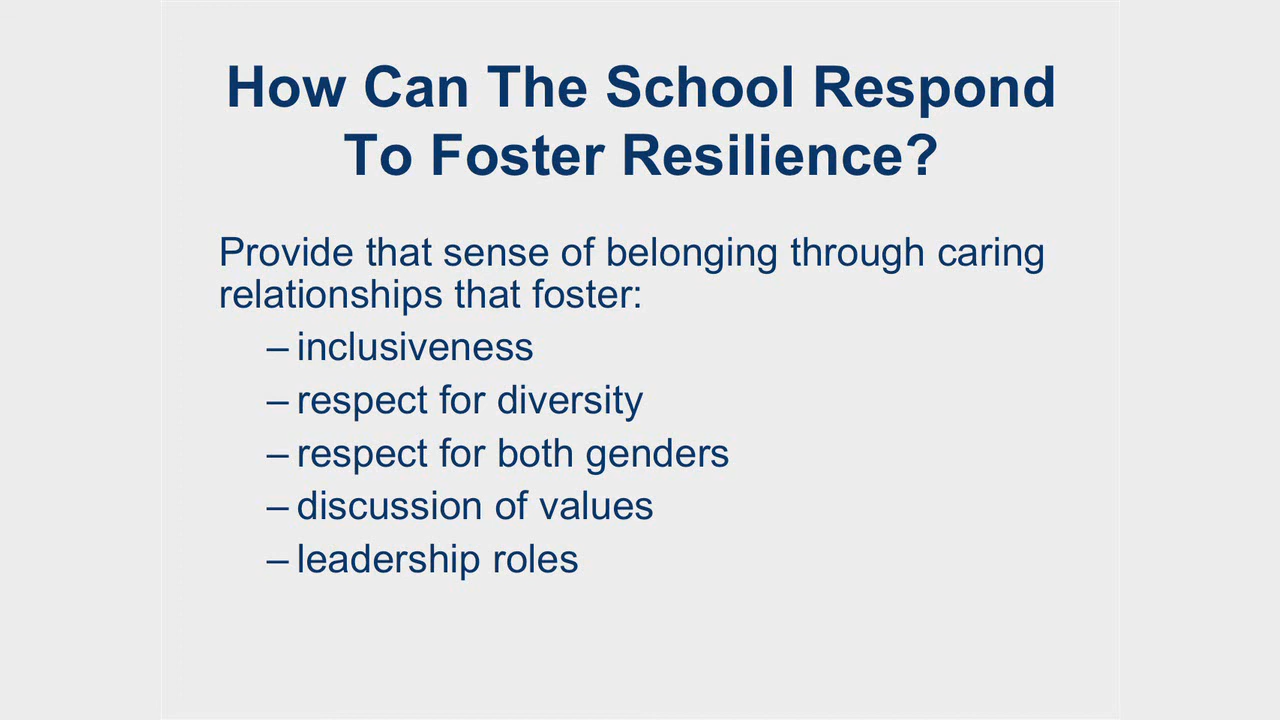 How Can The School Respond
To Foster Resilience?
Provide that sense of belonging through caring
relationships that foster:
– inclusiveness
– respect for diversity
– respect for both genders
– discussion of values
– leadership roles